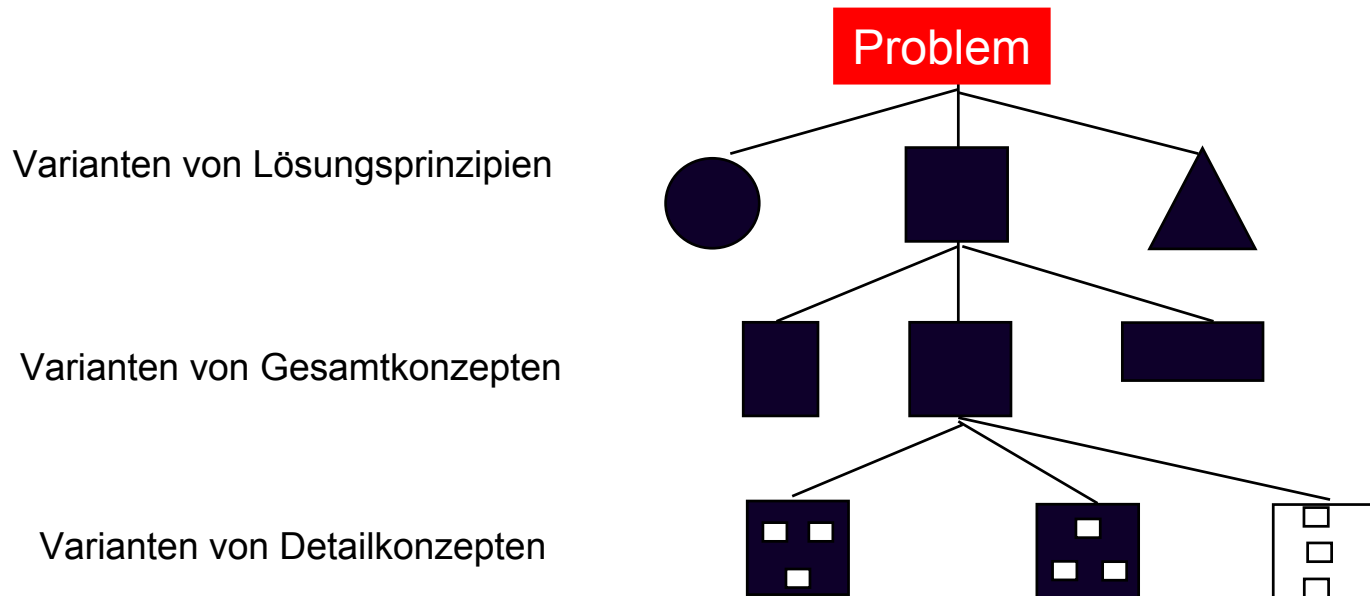 Problem
Varianten von Lösungsprinzipien
Varianten von Gesamtkonzepten
Varianten von Detailkonzepten